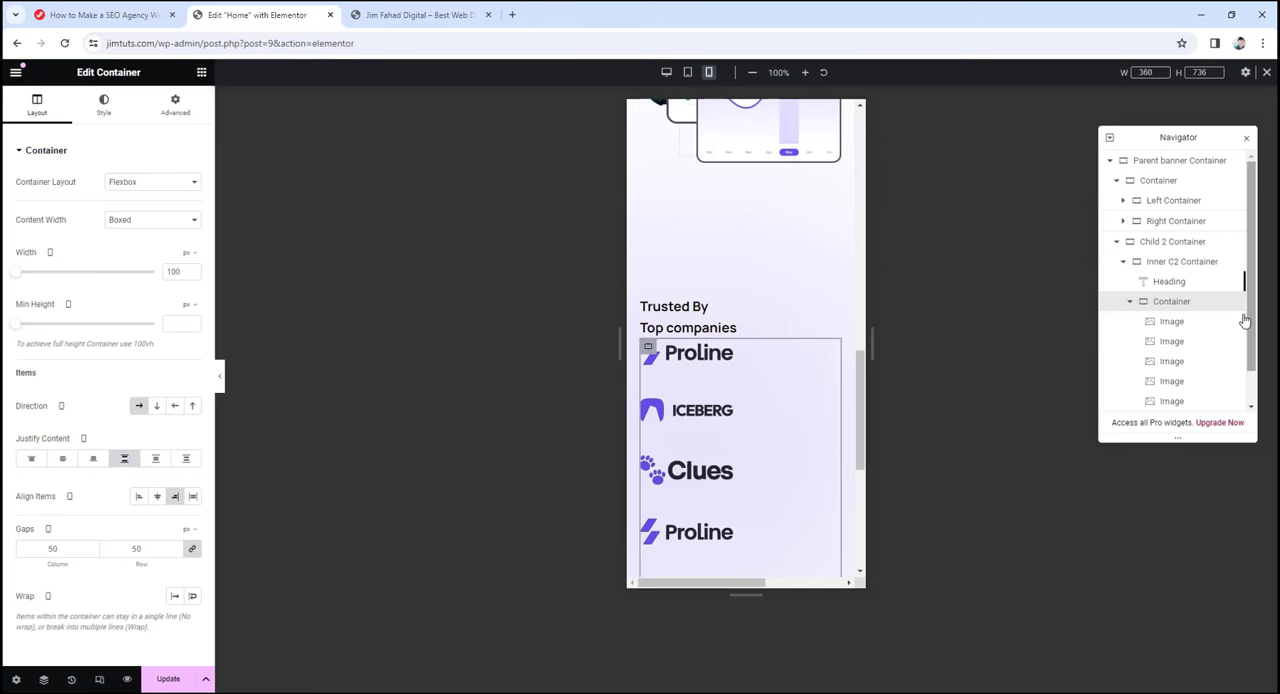 How to Make a SEO Agency We
Edit "Home" with Elementor
Jim Fahad Digital – Best Web D
jimtuts.com/wp-admin/post.php?post=9&action=elementor
Edit Container
100%
W 360 H 736
Layout Style Advanced
Container
Container Layout Flexbox
Content Width Boxed
Width px
100
Min Height px
To achieve full height Container use 100vh.
Items
Direction
Justify Content
Align Items
Gaps px
50 50
Column Row
Wrap
Items within the container can stay in a single line (No
wrap), or break into multiple lines (Wrap).
Update
May
Trusted By
Top companies
Proline
ICEBERG
Clues
Proline
Navigator
Parent banner Container
Container
Left Container
Right Container
Child 2 Container
Inner C2 Container
Heading
Container
Image
Image
Image
Image
Image
Access all Pro widgets. Upgrade Now